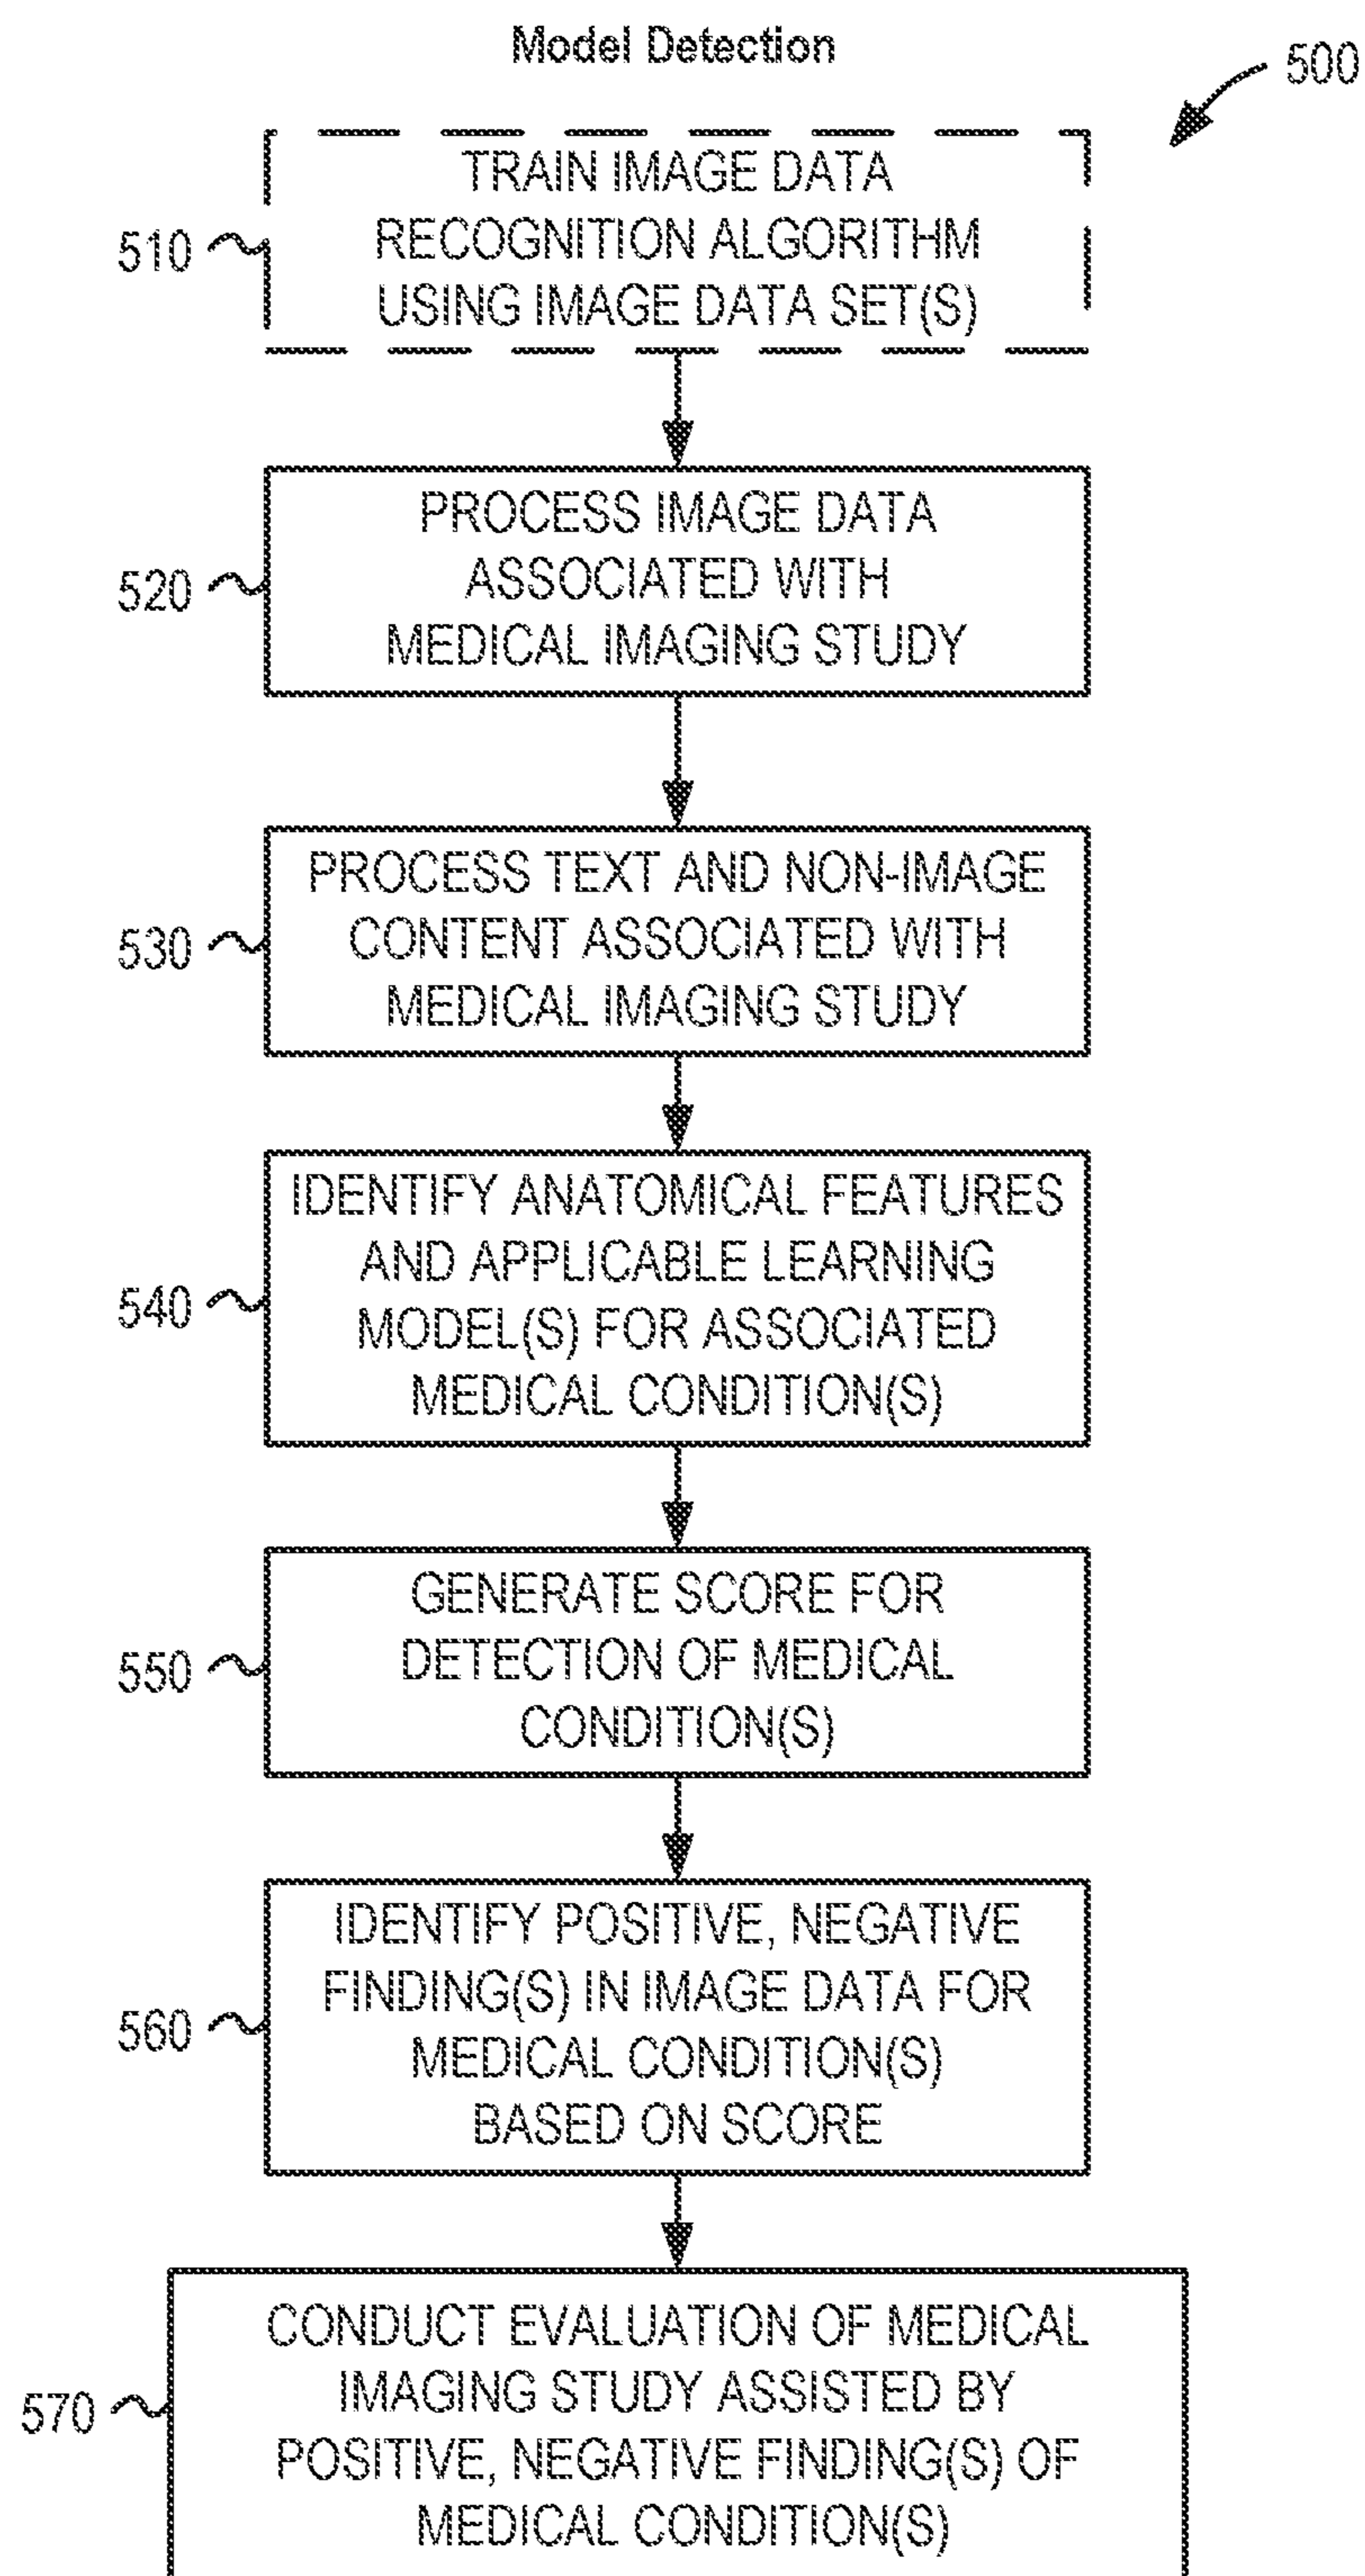 Model Detection
500
TRAIN IMAGE DATA
RECOGNITION ALGORITHM
USING IMAGE DATA SET(S)
510
PROCESS IMAGE DATA
ASSOCIATED WITH
MEDICAL IMAGING STUDY
520
PROCESS TEXT AND NON-IMAGE
CONTENT ASSOCIATED WITH
MEDICAL IMAGING STUDY
530
IDENTIFY ANATOMICAL FEATURES
AND APPLICABLE LEARNING
MODEL(S) FOR ASSOCIATED
MEDICAL CONDITION(S)
540
GENERATE SCORE FOR
DETECTION OF MEDICAL
CONDITION(S)
550
IDENTIFY POSITIVE, NEGATIVE
FINDING(S) IN IMAGE DATA FOR
MEDICAL CONDITION(S)
BASED ON SCORE
560
CONDUCT EVALUATION OF MEDICAL
IMAGING STUDY ASSISTED BY
POSITIVE, NEGATIVE FINDING(S) OF
MEDICAL CONDITION(S)
570